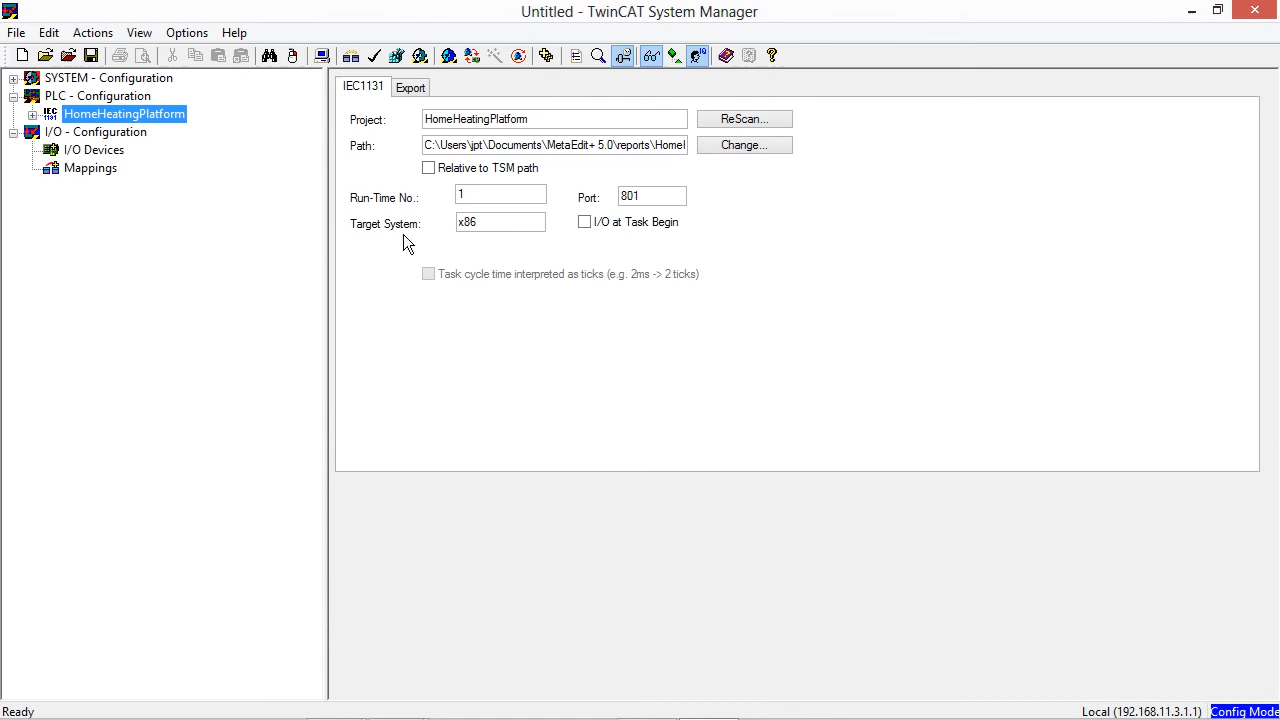 Untitled - TwinCAT System Manager
File Edit Actions View Options Help
SYSTEM - Configuration
PLC - Configuration
IEC 1131 HomeHeatingPlatform
I/O - Configuration
I/O Devices
Mappings
IEC1131 Export
Project: HomeHeatingPlatform ReScan...
Path: C:\Users\jpt\Documents\MetaEdit+ 5.0\reports\HomeI Change...
Relative to TSM path
Run-Time No.: 1 Port: 801
Target System: x86 I/O at Task Begin
Task cycle time interpreted as ticks (e.g. 2ms -> 2 ticks)
Ready Local (192.168.11.3.1.1) Config Mode